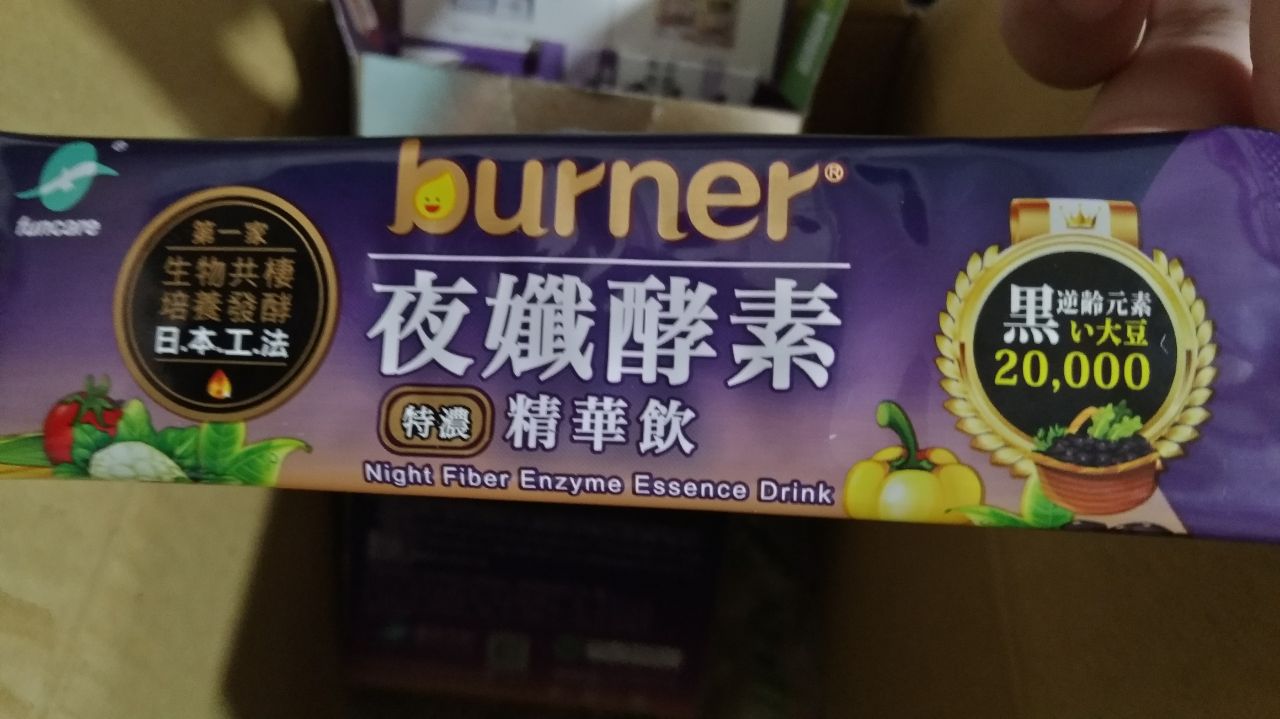 funcare
第一家
生物共棲
培養發酵
日.本.工.法
burner®
夜孅酵素
特濃 精華飲
Night Fiber Enzyme Essence Drink
黒 逆齡元素
い大豆
20,000